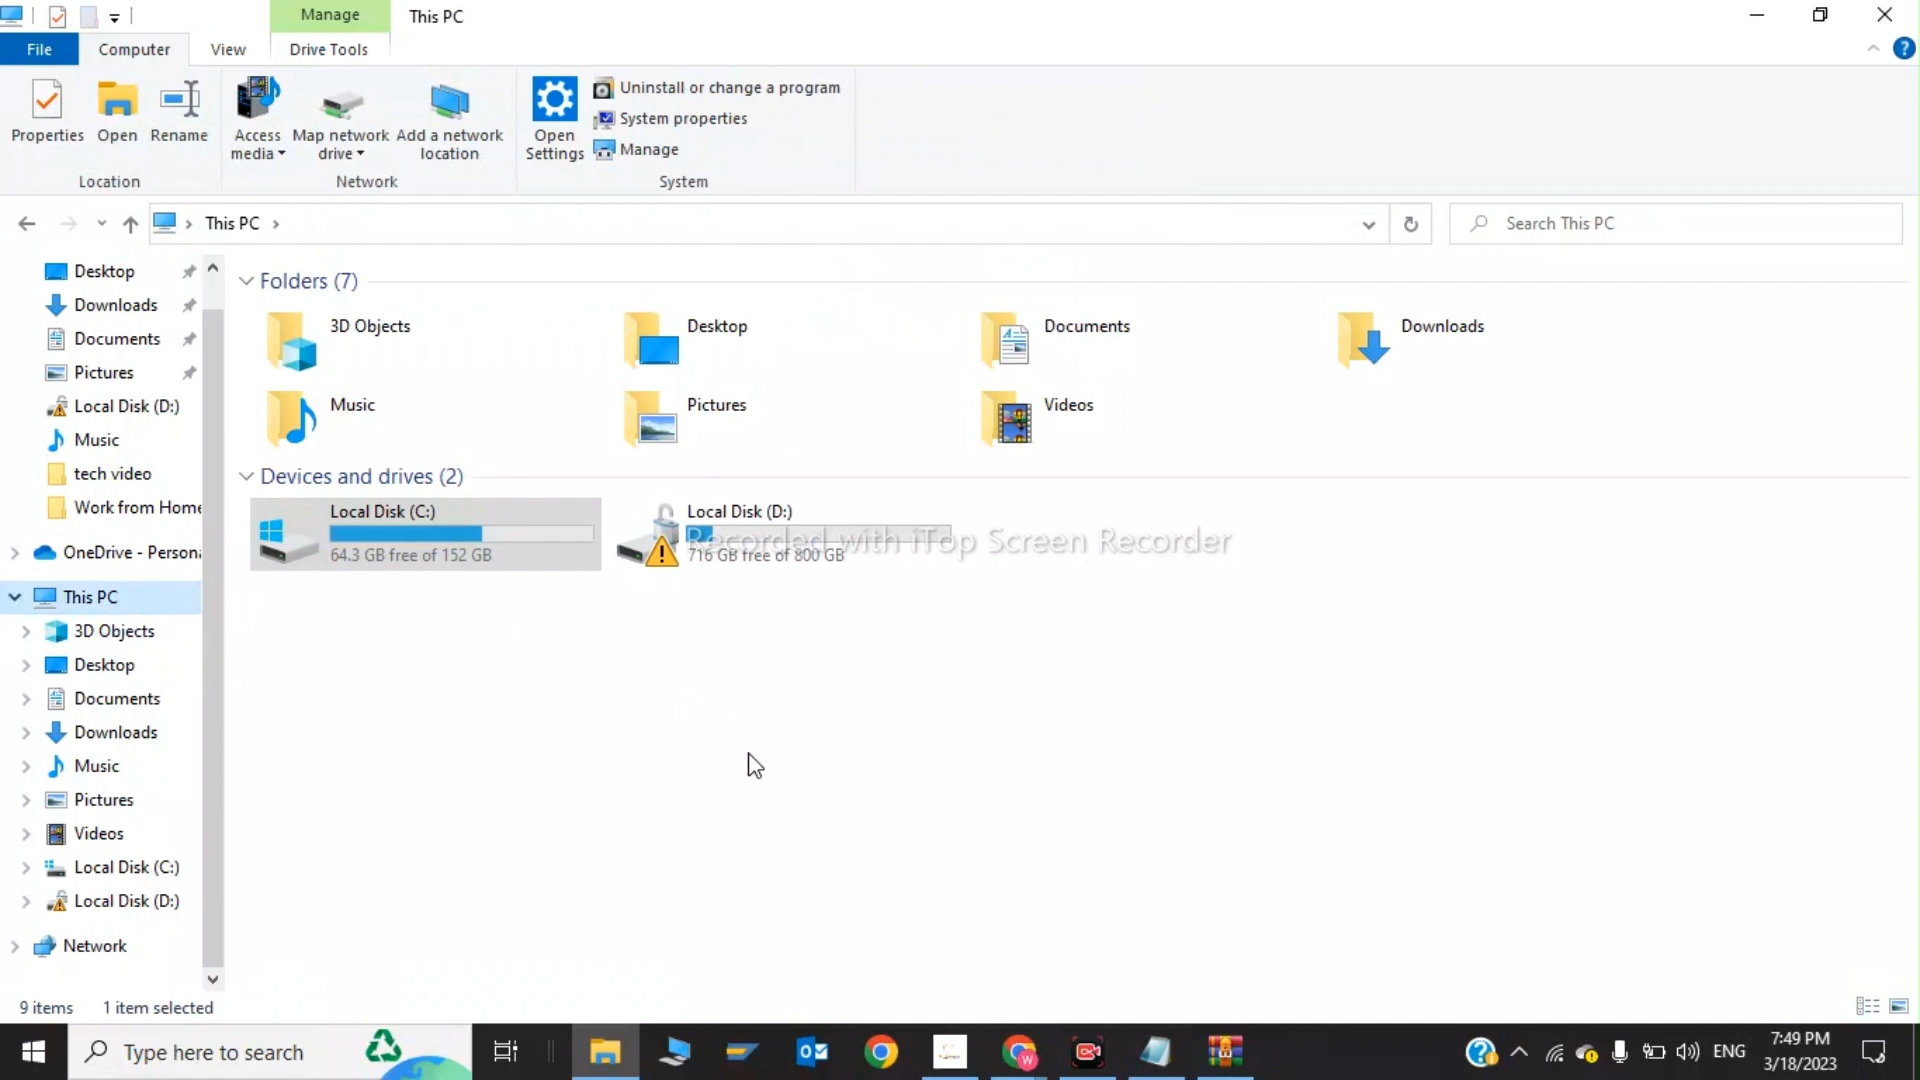 Manage
This PC
File
Computer
View
Drive Tools
Properties
Open
Rename
Access
media
Map network
drive
Add a network
location
Open
Settings
Uninstall or change a program
System properties
Manage
Location
Network
System
This PC
Search This PC
Desktop
Downloads
Documents
Pictures
Local Disk (D:)
Music
tech video
Work from Home
OneDrive - Persona
This PC
3D Objects
Desktop
Documents
Downloads
Music
Pictures
Videos
Local Disk (C:)
Local Disk (D:)
Network
Folders (7)
3D Objects
Desktop
Documents
Downloads
Music
Pictures
Videos
Devices and drives (2)
Local Disk (C:)
64.3 GB free of 152 GB
Local Disk (D:)
716 GB free of 800 GB
Recorded with iTop Screen Recorder
9 items
1 item selected
Type here to search
W
ENG
7:49 PM
3/18/2023